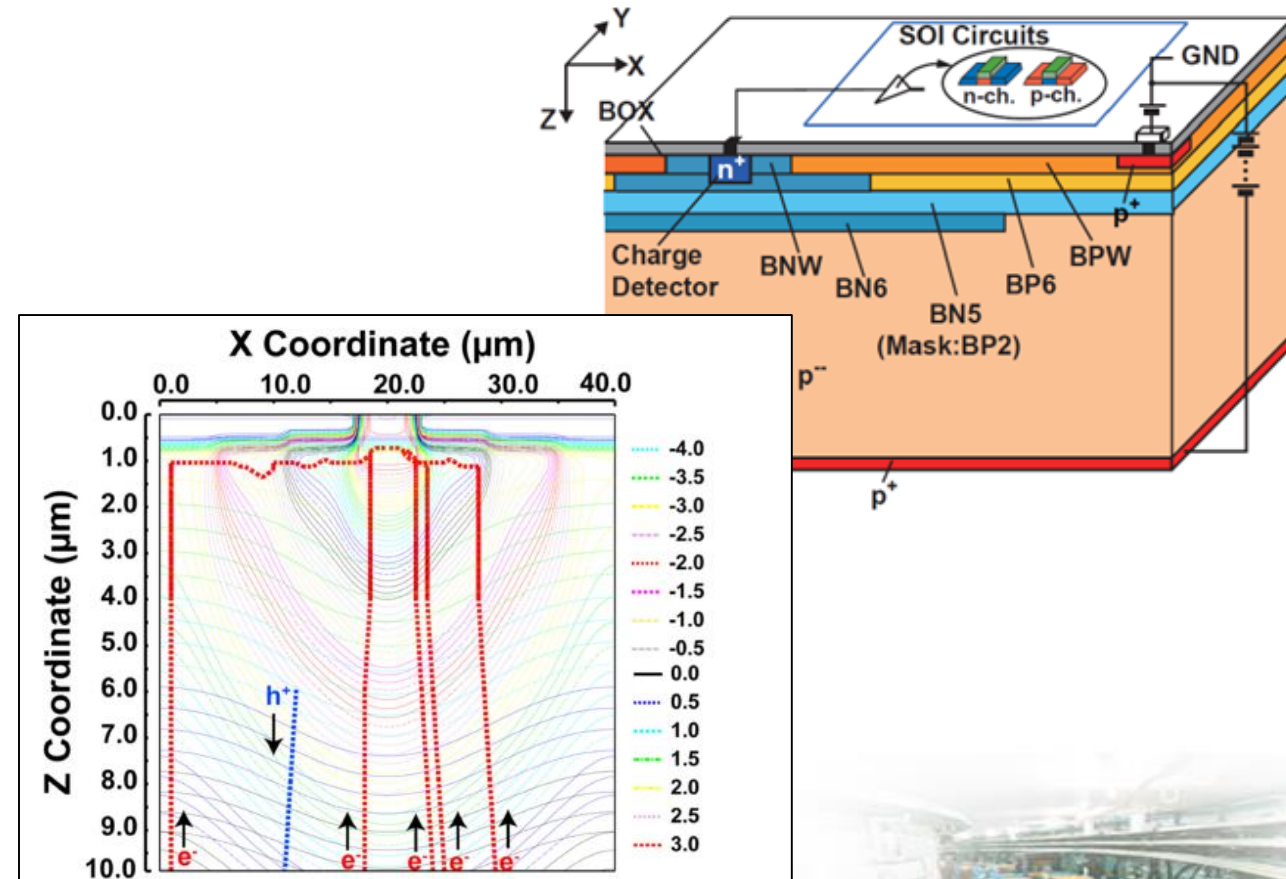 Y
X
Z
SOI Circuits
n-ch. p-ch.
GND
BOX
n+
p+
Charge
Detector
BNW
BN6
BN5
(Mask:BP2)
BP6
BPW
p--
p+
X Coordinate (μm)
0.0 10.0 20.0 30.0 40.0
Z Coordinate (μm)
0.0
1.0
2.0
3.0
4.0
5.0
6.0
7.0
8.0
9.0
10.0
h+
e- e- e- e- e-
-4.0
-3.5
-3.0
-2.5
-2.0
-1.5
-1.0
-0.5
0.0
0.5
1.0
1.5
2.0
2.5
3.0